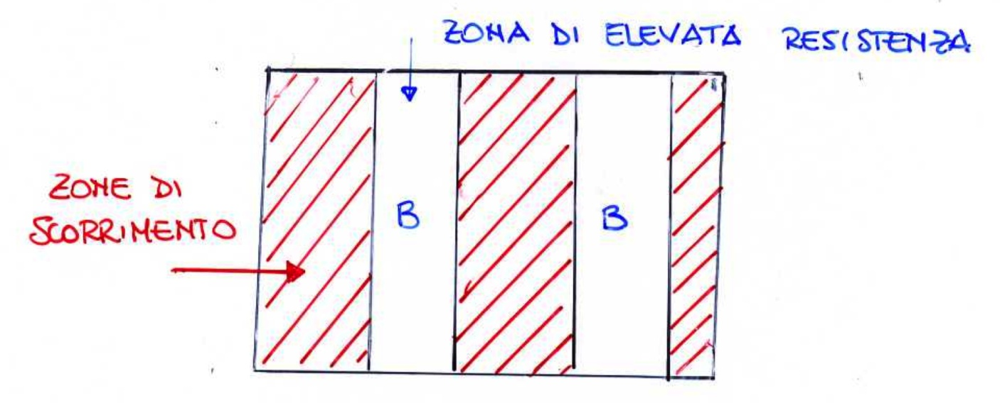 ZONA DI ELEVATA RESISTENZA
ZONE DI
SCORRIMENTO
B
B